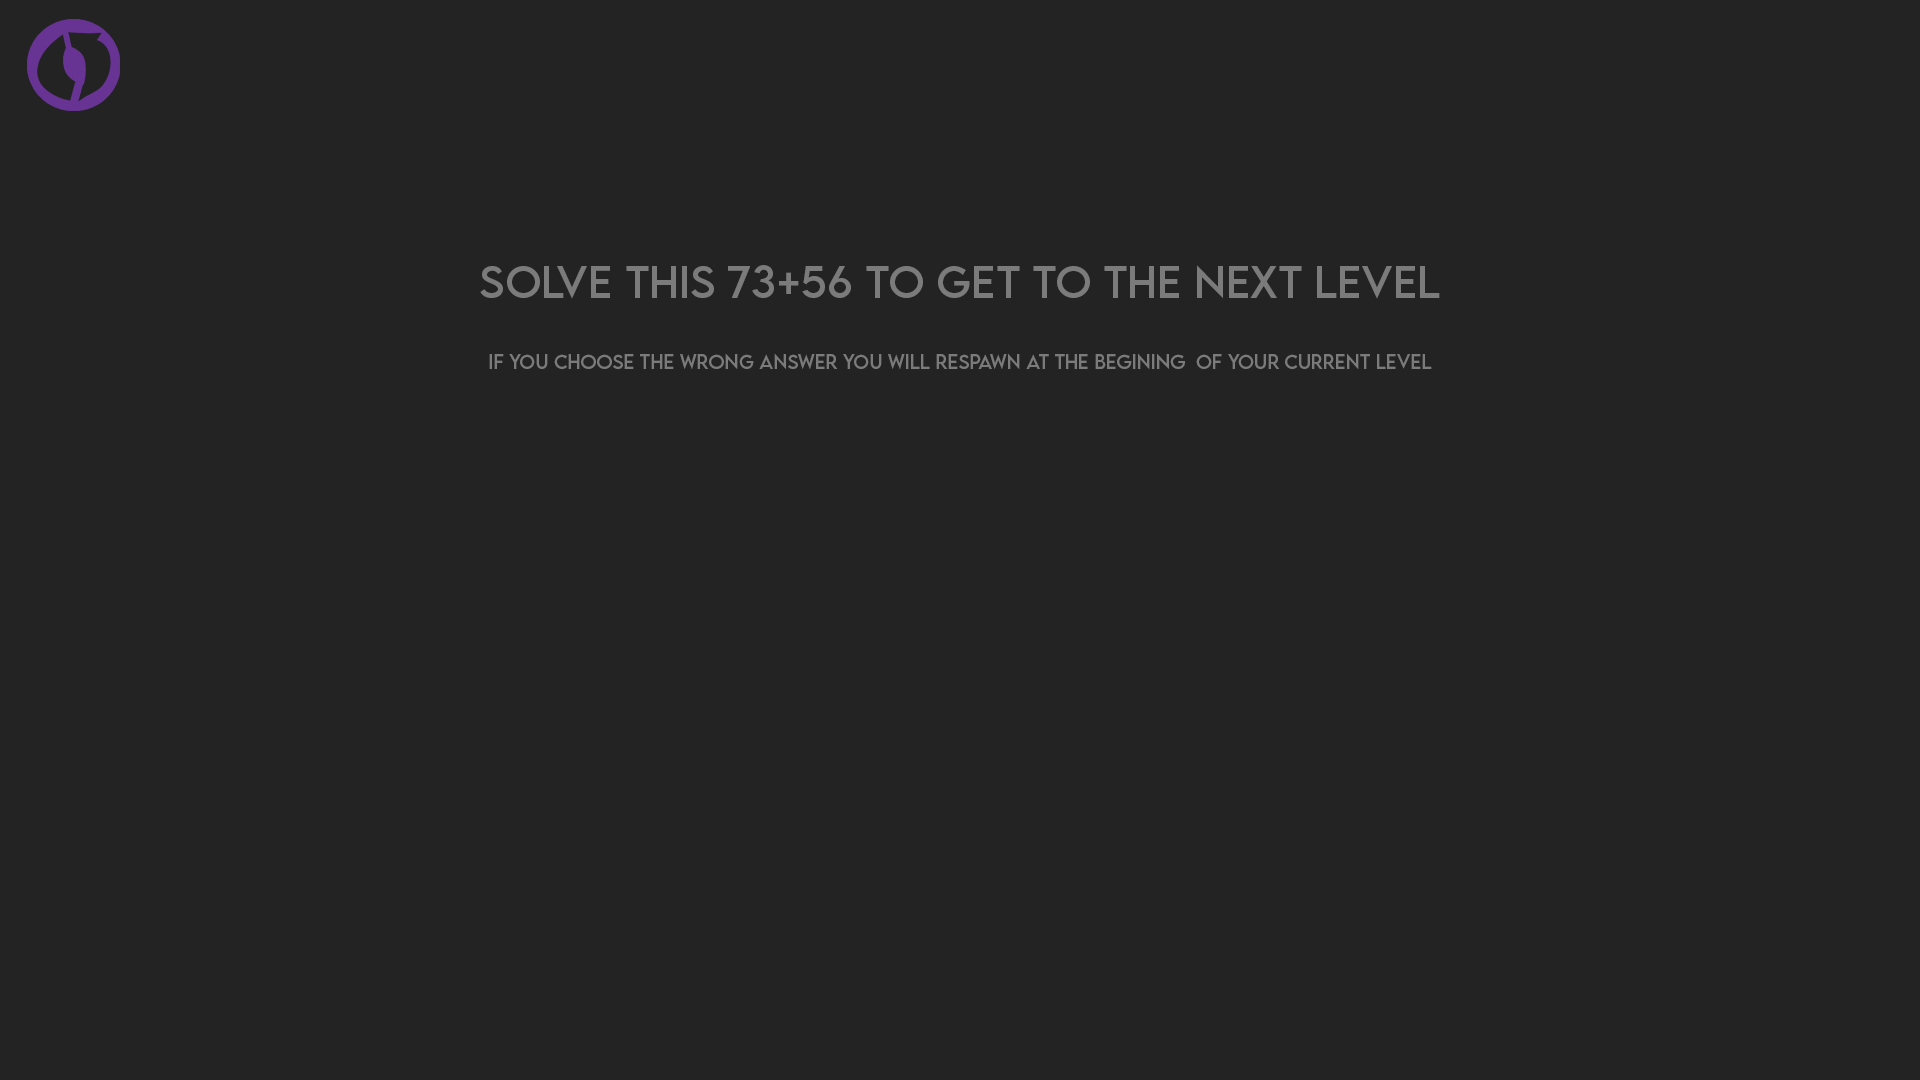 SOLVE THIS 73+56 TO GET TO THE NEXT LEVEL
IF YOU CHOOSE THE WRONG ANSWER YOU WILL RESPAWN AT THE BEGINING  OF YOUR CURRENT LEVEL